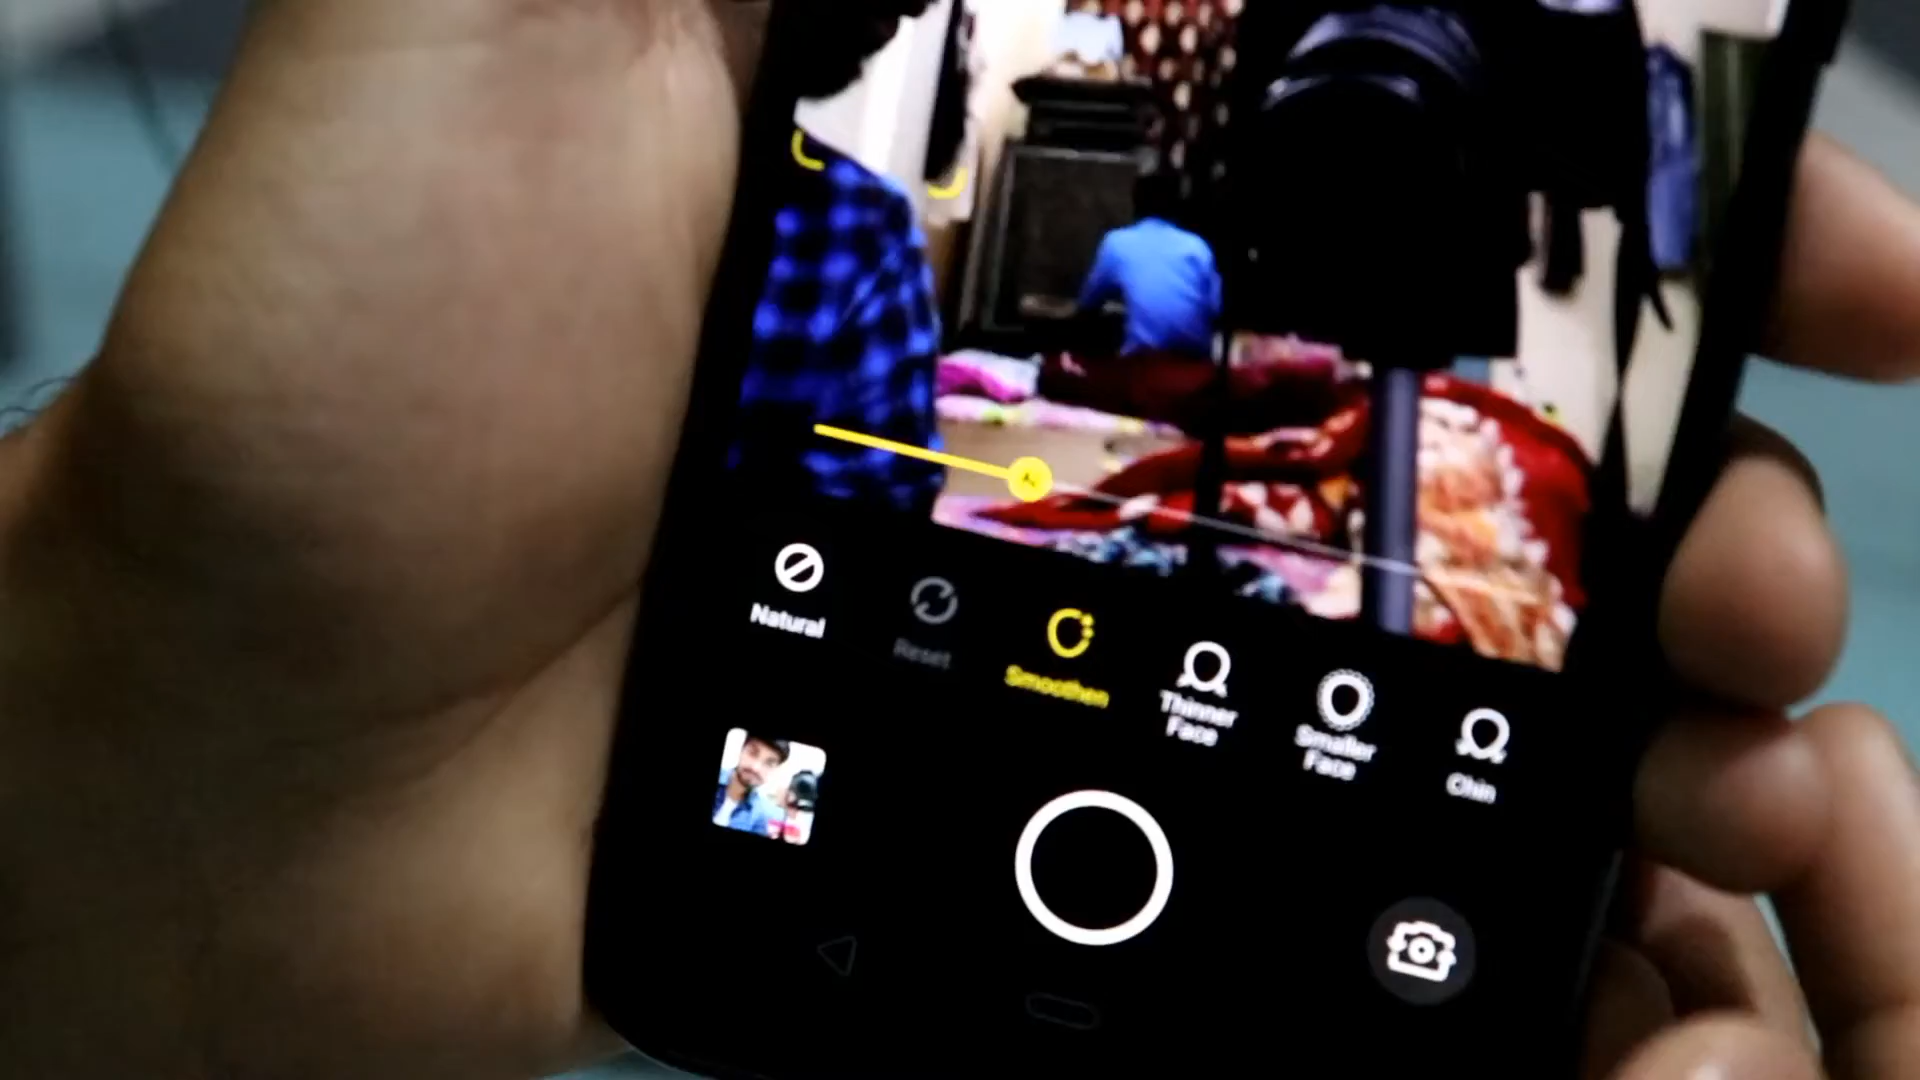 Natural
Reset
Smoothen
Thinner
Face
Smaller
Face
Chin